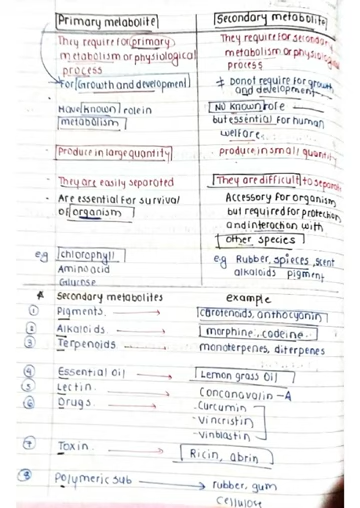 Primary metabolite
They require for primary
metabolism or physiological
process
for Growth and development
Have known role in
metabolism
Produce in large quantity
They are easily separated
Are essential for survival
of organism
eg chlorophyll
Aminoacid
Glucose
Secondary metabolite
They require for secondary
metabolism or physiological
process
* Donot require for growth
and development
NO known role
but essential for human
welfare.
produce in small quantity
They are difficult to separate
Accessory for organism
but required for protection
and interaction with
other species
eg Rubber, spieces, scent
alkaloids pigment
* Secondary metabolites example
① Pigments. → carotenoids, anthocyanin
② Alkaloids → morphine, codeine
③ Terpenoids → monoterpenes, diterpenes
④ Essential Oil → Lemon grass Oil
⑤ Lectin → Concanavalin -A
⑥ Drugs → Curcumin
- Vincristin
- Vinblastin
⑦ Toxin → Ricin, abrin
⑧ Polymeric sub → rubber, gum
Cellulose